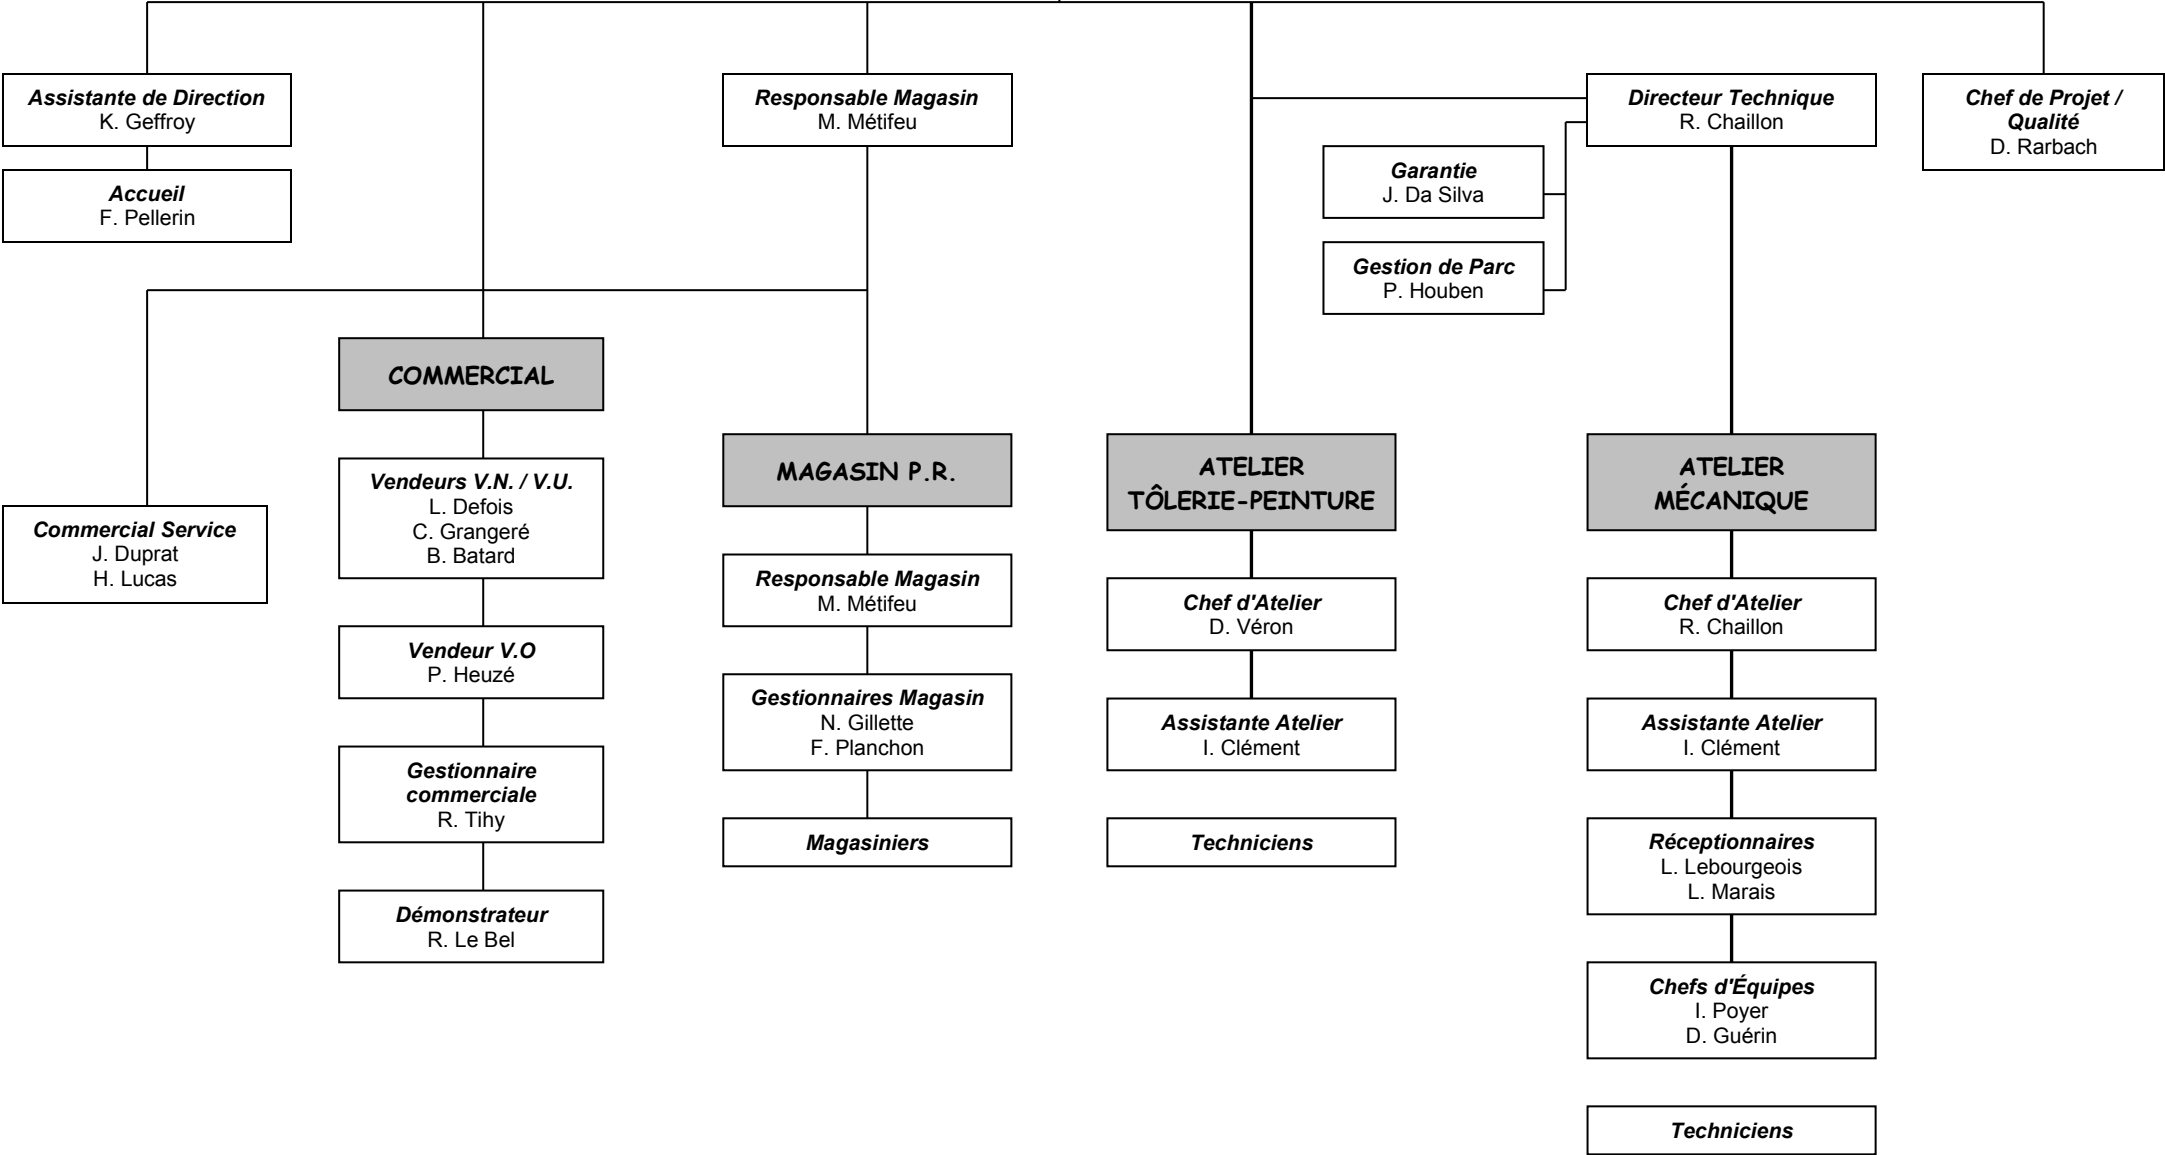 Assistante de Direction
K. Geffroy
Accueil
F. Pellerin
Responsable Magasin
M. Métifeu
Directeur Technique
R. Chaillon
Chef de Projet /
Qualité
D. Rarbach
Garantie
J. Da Silva
Gestion de Parc
P. Houben
Commercial Service
J. Duprat
H. Lucas
COMMERCIAL
Vendeurs V.N. / V.U.
L. Defois
C. Grangeré
B. Batard
Vendeur V.O
P. Heuzé
Gestionnaire
commerciale
R. Tihy
Démonstrateur
R. Le Bel
MAGASIN P.R.
Responsable Magasin
M. Métifeu
Gestionnaires Magasin
N. Gillette
F. Planchon
Magasiniers
ATELIER
TÔLERIE-PEINTURE
Chef d'Atelier
D. Véron
Assistante Atelier
I. Clément
Techniciens
ATELIER
MÉCANIQUE
Chef d'Atelier
R. Chaillon
Assistante Atelier
I. Clément
Réceptionnaires
L. Lebourgeois
L. Marais
Chefs d'Équipes
I. Poyer
D. Guérin
Techniciens